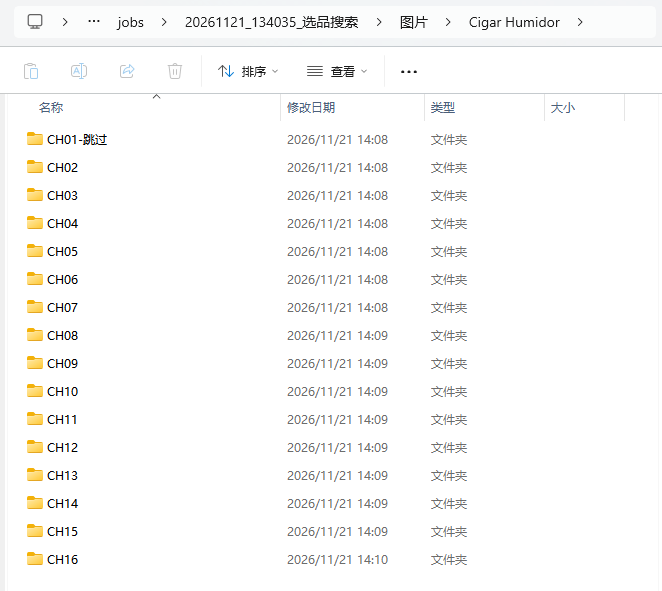 jobs 20261121_134035_选品搜索 图片 Cigar Humidor
排序 查看
名称 修改日期 类型 大小
CH01-跳过 2026/11/21 14:08 文件夹
CH02 2026/11/21 14:08 文件夹
CH03 2026/11/21 14:08 文件夹
CH04 2026/11/21 14:08 文件夹
CH05 2026/11/21 14:08 文件夹
CH06 2026/11/21 14:08 文件夹
CH07 2026/11/21 14:08 文件夹
CH08 2026/11/21 14:09 文件夹
CH09 2026/11/21 14:09 文件夹
CH10 2026/11/21 14:09 文件夹
CH11 2026/11/21 14:09 文件夹
CH12 2026/11/21 14:09 文件夹
CH13 2026/11/21 14:09 文件夹
CH14 2026/11/21 14:09 文件夹
CH15 2026/11/21 14:09 文件夹
CH16 2026/11/21 14:10 文件夹